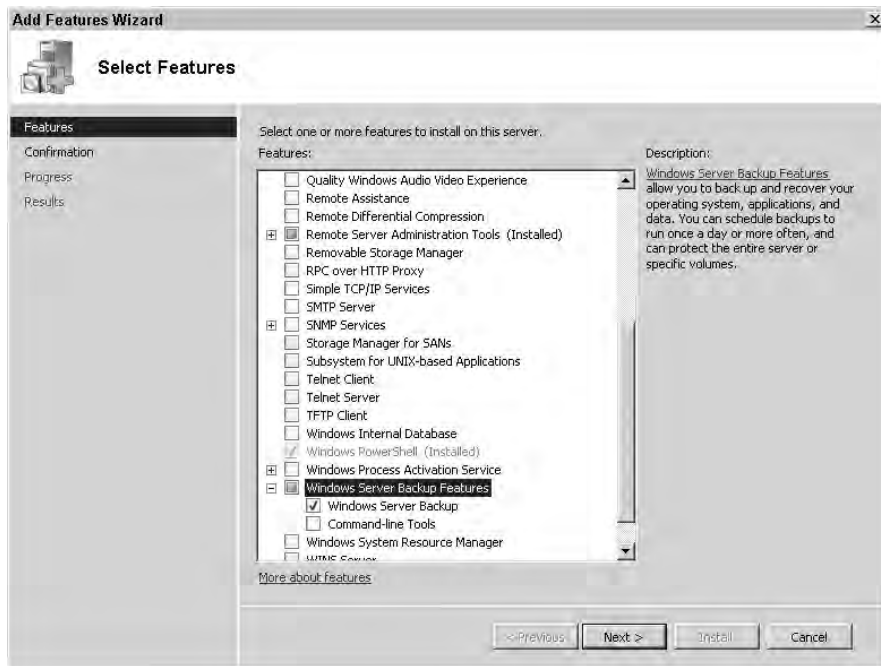 Add Features Wizard
Select Features
Features
Confirmation
Progress
Results
Select one or more features to install on this server.
Features:
Quality Windows Audio Video Experience
Remote Assistance
Remote Differential Compression
Remote Server Administration Tools (Installed)
Removable Storage Manager
RPC over HTTP Proxy
Simple TCP/IP Services
SMTP Server
SNMP Services
Storage Manager for SANs
Subsystem for UNIX-based Applications
Telnet Client
Telnet Server
TFTP Client
Windows Internal Database
Windows PowerShell (Installed)
Windows Process Activation Service
Windows Server Backup Features
Windows Server Backup
Command-line Tools
Windows System Resource Manager
WINS Server
More about features
Description:
Windows Server Backup Features
allow you to back up and recover your
operating system, applications, and
data. You can schedule backups to
run once a day or more often, and
can protect the entire server or
specific volumes.
< Previous
Next >
Install
Cancel